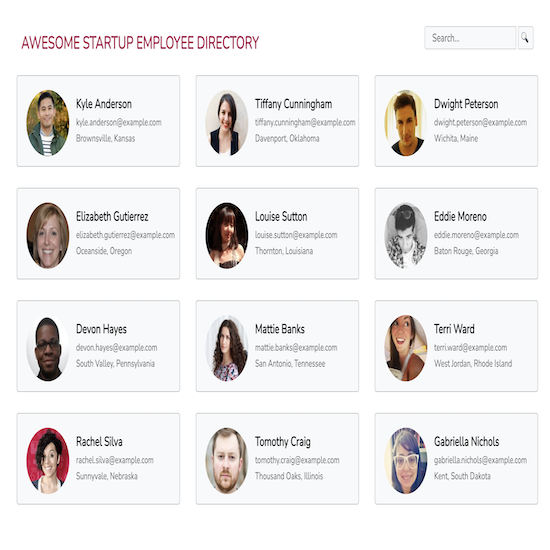 AWESOME STARTUP EMPLOYEE DIRECTORY
Search...
Kyle Anderson
kyle.anderson@example.com
Brownsville, Kansas
Tiffany Cunningham
tiffany.cunningham@example.com
Davenport, Oklahoma
Dwight Peterson
dwight.peterson@example.com
Wichita, Maine
Elizabeth Gutierrez
elizabeth.gutierrez@example.com
Oceanside, Oregon
Louise Sutton
louise.sutton@example.com
Thornton, Louisiana
Eddie Moreno
eddie.moreno@example.com
Baton Rouge, Georgia
Devon Hayes
devon.hayes@example.com
South Valley, Pennsylvania
Mattie Banks
mattie.banks@example.com
San Antonio, Tennessee
Terri Ward
terri.ward@example.com
West Jordan, Rhode Island
Rachel Silva
rachel.silva@example.com
Sunnyvale, Nebraska
Tomothy Craig
tomothy.craig@example.com
Thousand Oaks, Illinois
Gabriella Nichols
gabriella.nichols@example.com
Kent, South Dakota